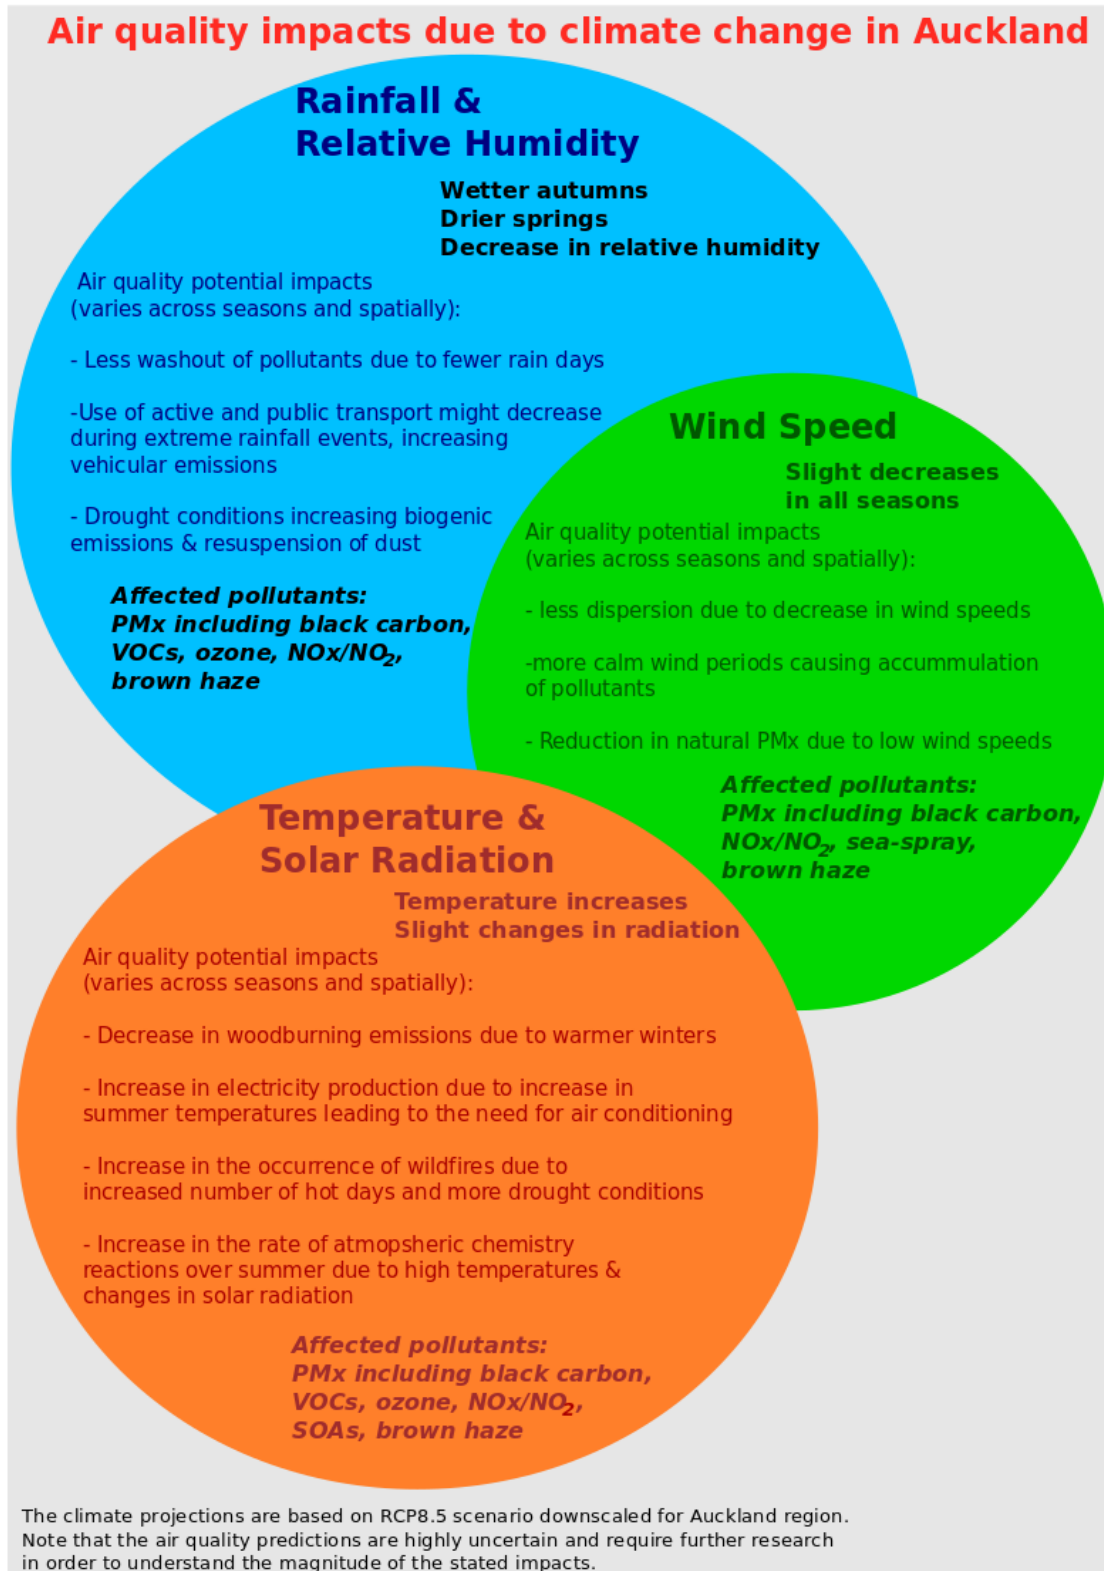 Air quality impacts due to climate change in Auckland
Rainfall &
Relative Humidity
Wetter autumns
Drier springs
Decrease in relative humidity
Air quality potential impacts
(varies across seasons and spatially):
- Less washout of pollutants due to fewer rain days
-Use of active and public transport might decrease
during extreme rainfall events, increasing
vehicular emissions
- Drought conditions increasing biogenic
emissions & resuspension of dust
Affected pollutants:
PMx including black carbon,
VOCs, ozone, NOx/NO2,
brown haze
Wind Speed
Slight decreases
in all seasons
Air quality potential impacts
(varies across seasons and spatially):
- less dispersion due to decrease in wind speeds
-more calm wind periods causing accummulation
of pollutants
- Reduction in natural PMx due to low wind speeds
Affected pollutants:
PMx including black carbon,
NOx/NO2, sea-spray,
brown haze
Temperature &
Solar Radiation
Temperature increases
Slight changes in radiation
Air quality potential impacts
(varies across seasons and spatially):
- Decrease in woodburning emissions due to warmer winters
- Increase in electricity production due to increase in
summer temperatures leading to the need for air conditioning
- Increase in the occurrence of wildfires due to
increased number of hot days and more drought conditions
- Increase in the rate of atmopsheric chemistry
reactions over summer due to high temperatures &
changes in solar radiation
Affected pollutants:
PMx including black carbon,
VOCs, ozone, NOx/NO2,
SOAs, brown haze
The climate projections are based on RCP8.5 scenario downscaled for Auckland region.
Note that the air quality predictions are highly uncertain and require further research
in order to understand the magnitude of the stated impacts.